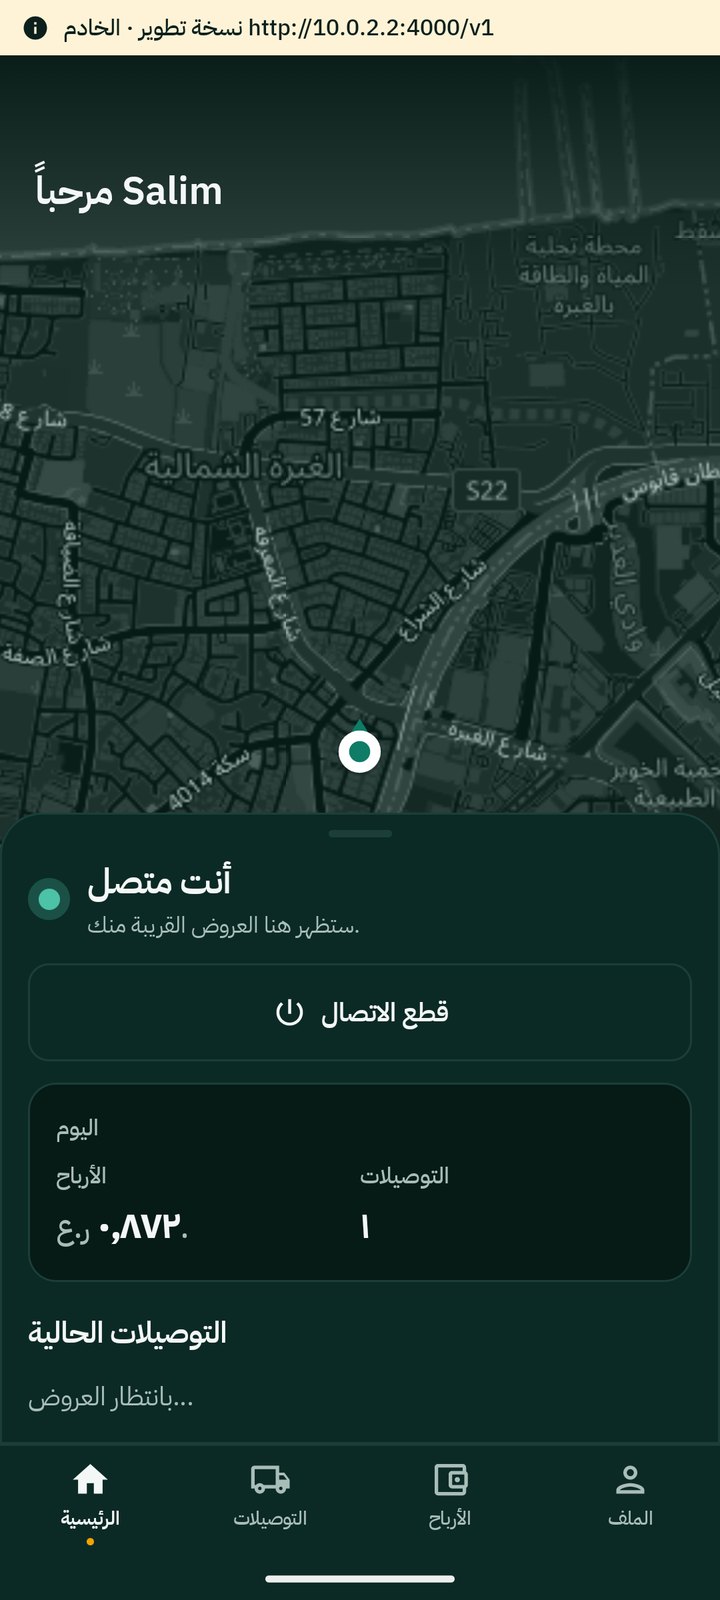 نسخة تطوير · الخادم http://10.0.2.2:4000/v1
مرحباً Salim
محطة تحلية
المياه والطاقة
بالغبرة
شارع 57
الغبرة الشمالية
S22
شارع المعرفة
شارع الشراع
شارع الضيافة
شارع الصفة
وادي العذيبة
شارع الغبرة
سكة 4014
محمية الخوير
الطبيعية
أنت متصل
ستظهر هنا العروض القريبة منك.
قطع الاتصال
اليوم
الأرباح
التوصيلات
ر.ع.
٠٫٨٧٢
١
التوصيلات الحالية
بانتظار العروض...
الرئيسية
التوصيلات
الأرباح
الملف